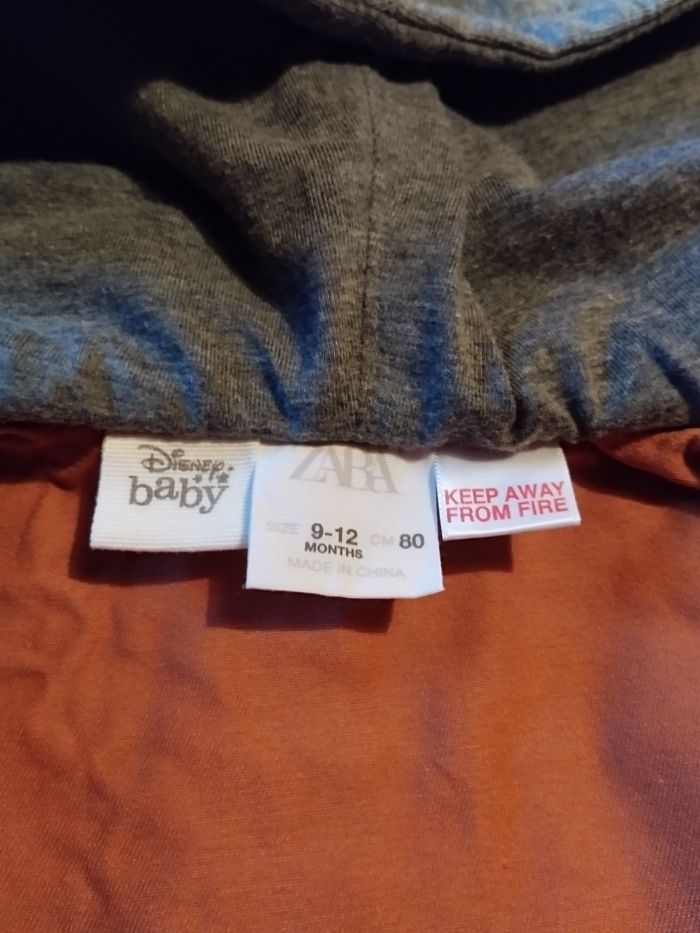 Disney
baby
ZARA
SIZE 9-12 MONTHS CM 80
MADE IN CHINA
KEEP AWAY
FROM FIRE